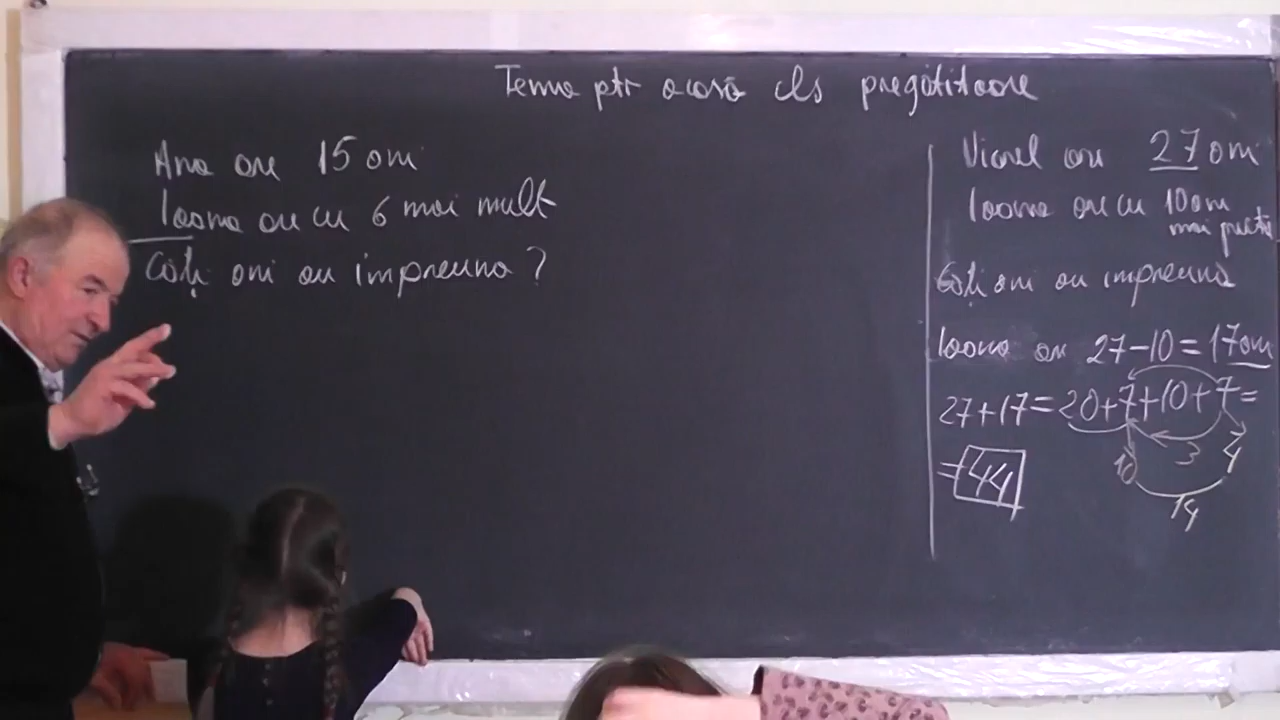 Tema ptr acasă cls pregătitoare
Ana are 15 ani
Ioana are cu 6 mai mult
Câți ani au împreuna ?
Viorel are 27 ani
Ioana are cu 10 ani
mai puțin
Câți ani au împreună
Ioana are 27-10=17 ani
27+17=20+7+10+7=
3
10
4
=44
14